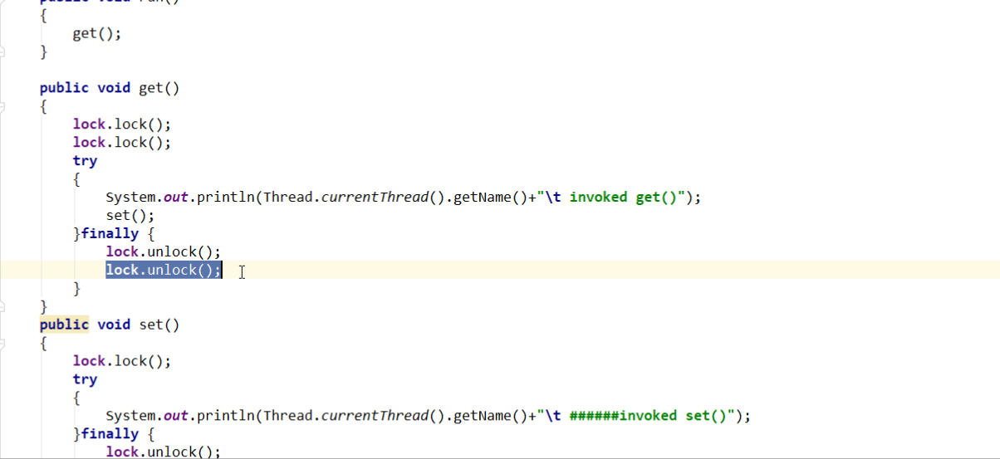 public void run()
{
get();
}
public void get()
{
lock.lock();
lock.lock();
try
{
System.out.println(Thread.currentThread().getName()+"\t invoked get()");
set();
}finally {
lock.unlock();
lock.unlock();
}
}
public void set()
{
lock.lock();
try
{
System.out.println(Thread.currentThread().getName()+"\t ######invoked set()");
}finally {
lock.unlock();